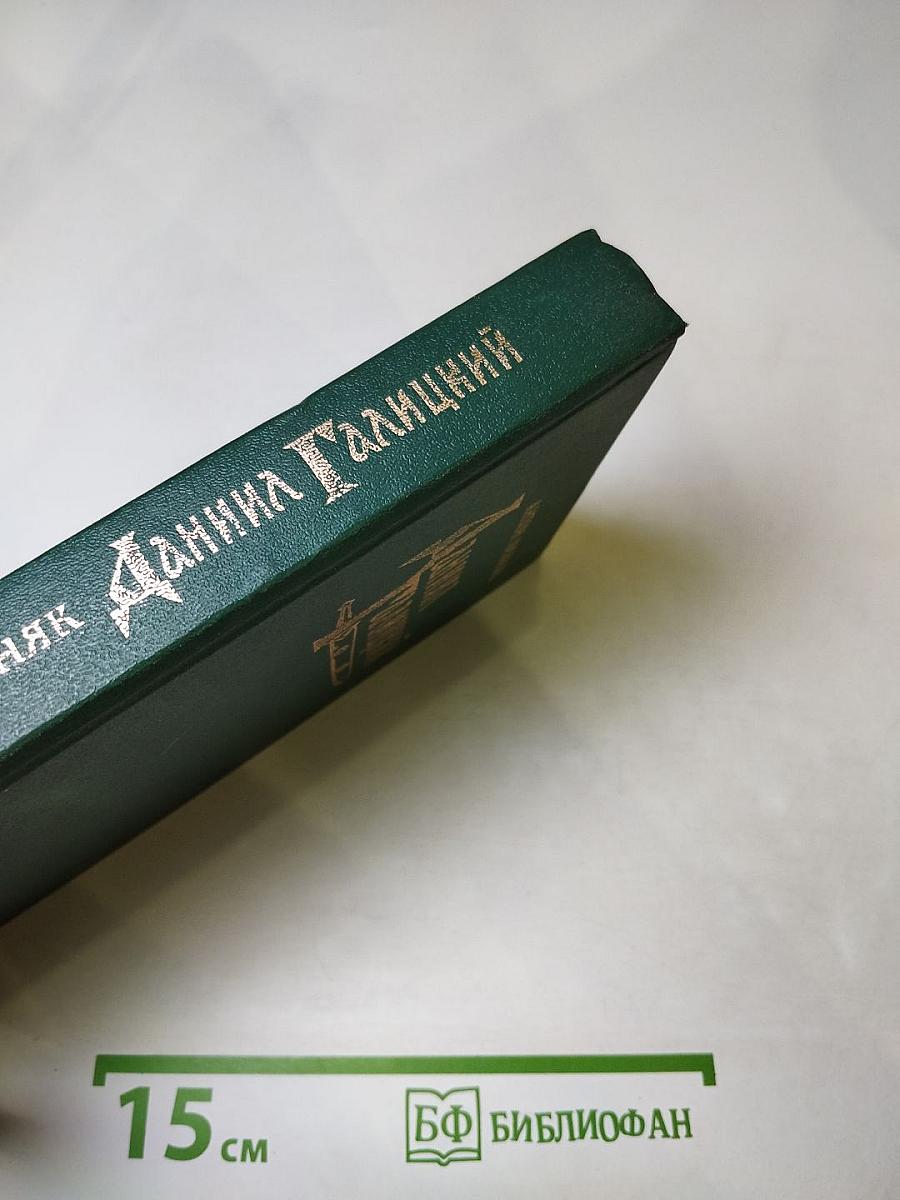 няк Даниил Галицкий
15 см
БФ БИБЛИОФАН